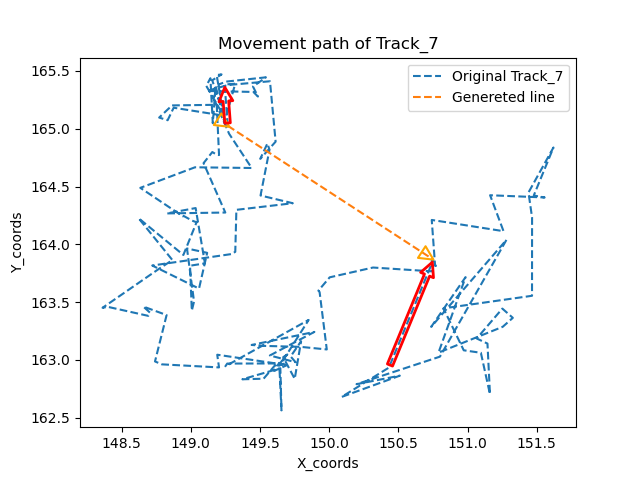 Movement path of Track_7
Original Track_7
Genereted line
Y_coords
165.5
165.0
164.5
164.0
163.5
163.0
162.5
148.5 149.0 149.5 150.0 150.5 151.0 151.5
X_coords